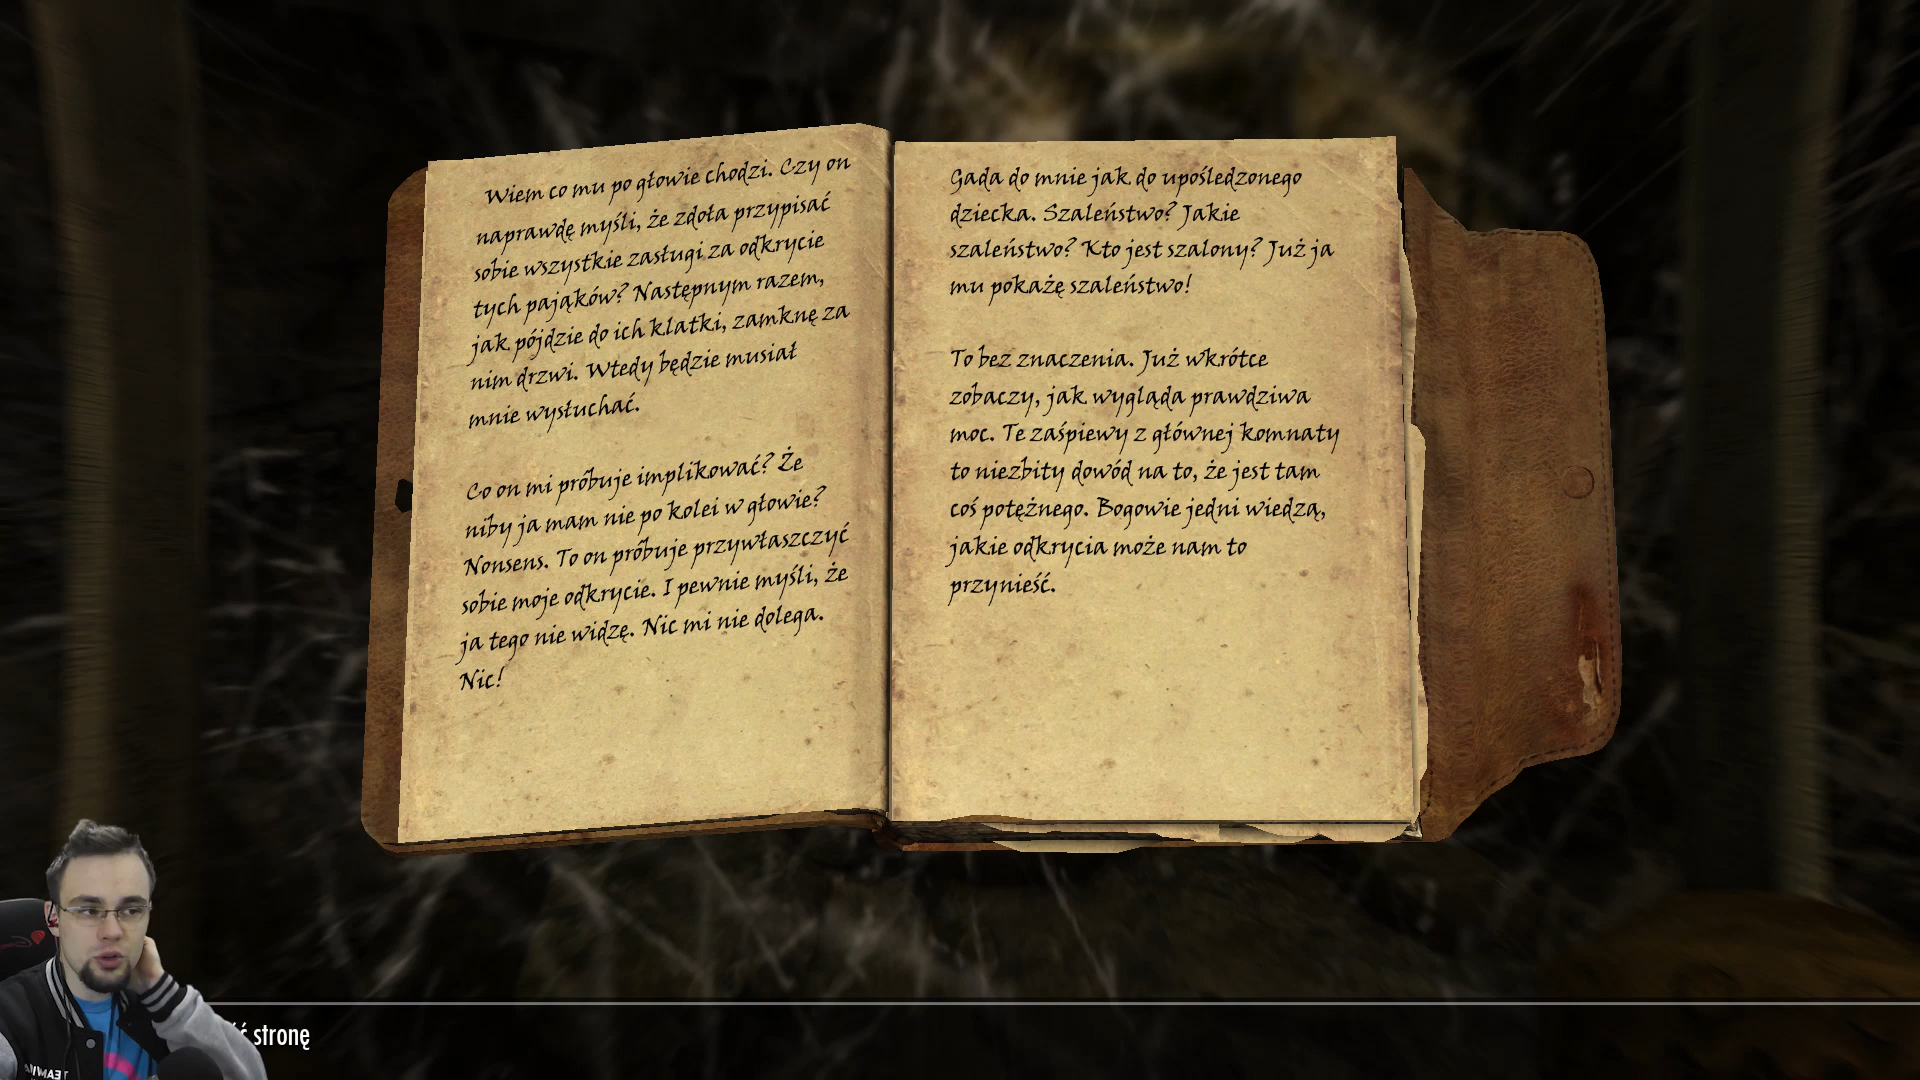 Wiem co mu po głowie chodzi. Czy on
naprawdę myśli, że zdoła przypisać
sobie wszystkie zasługi za odkrycie
tych pająków? Następnym razem,
jak pójdzie do ich klatki, zamknę za
nim drzwi. Wtedy będzie musiał
mnie wysłuchać.
Co on mi próbuje implikować? Że
niby ja mam nie po kolei w głowie?
Nonsens. To on próbuje przywłaszczyć
sobie moje odkrycie. I pewnie myśli, że
ja tego nie widzę. Nic mi nie dolega.
Nic!
Gada do mnie jak do upośledzonego
dziecka. Szaleństwo? Jakie
szaleństwo? Kto jest szalony? Już ja
mu pokażę szaleństwo!
To bez znaczenia. Już wkrótce
zobaczy, jak wygląda prawdziwa
moc. Te zaśpiewy z głównej komnaty
to niezbity dowód na to, że jest tam
coś potężnego. Bogowie jedni wiedzą,
jakie odkrycia może nam to
przynieść.
stronę